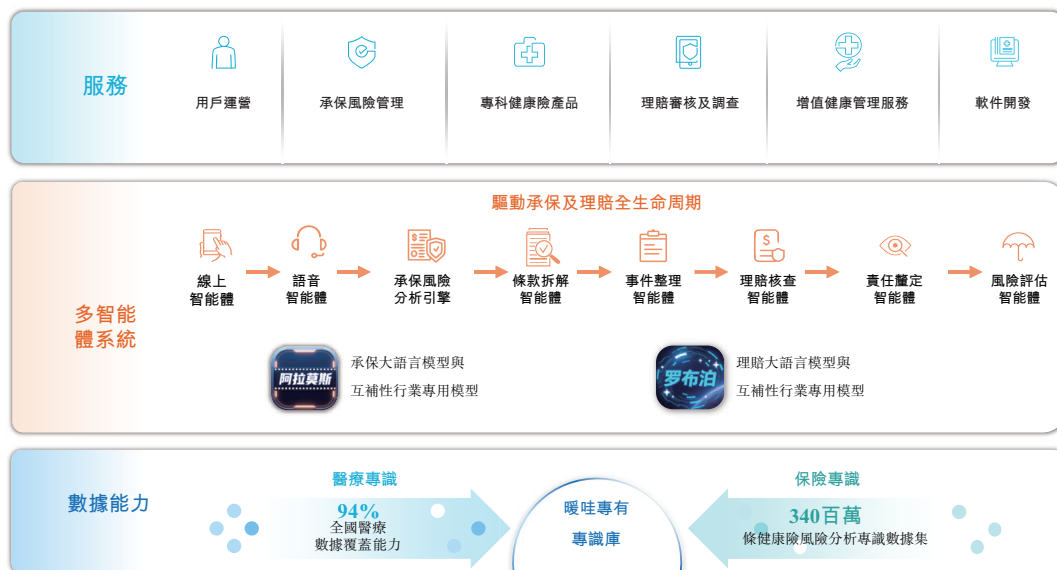 服務
用戶運營
承保風險管理
專科健康險產品
理賠審核及調查
增值健康管理服務
軟件開發
多智能
體系統
驅動承保及理賠全生命周期
線上
智能體
語音
智能體
承保風險
分析引擎
條款拆解
智能體
事件整理
智能體
理賠核查
智能體
責任釐定
智能體
風險評估
智能體
阿拉莫斯
承保大語言模型與
互補性行業專用模型
罗布泊
理賠大語言模型與
互補性行業專用模型
數據能力
醫療專識
94%
全國醫療
數據覆蓋能力
暖哇專有
專識庫
保險專識
340百萬
條健康險風險分析專識數據集